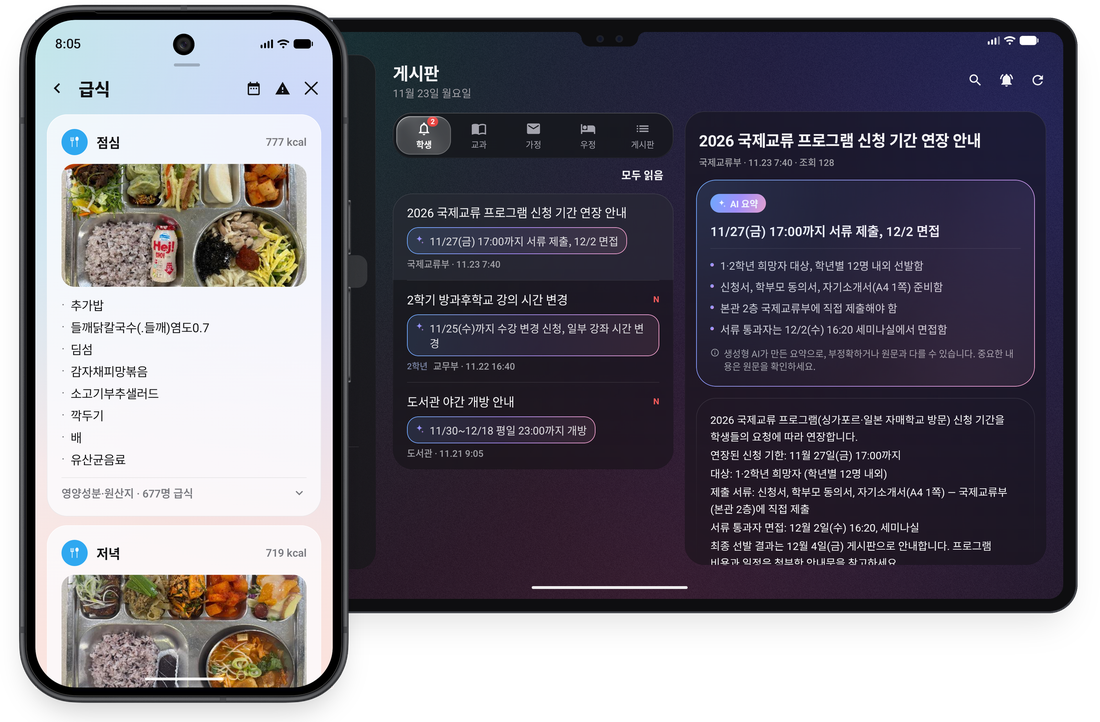 8:05
급식
점심
777 kcal
Hej!
· 추가밥
· 들깨닭칼국수(.들깨)염도0.7
· 딤섬
· 감자채피망볶음
· 소고기부추샐러드
· 깍두기
· 배
· 유산균음료
영양성분·원산지 · 677명 급식
저녁
719 kcal
게시판
11월 23일 월요일
2
학생
교과
가정
우정
게시판
모두 읽음
2026 국제교류 프로그램 신청 기간 연장 안내
11/27(금) 17:00까지 서류 제출, 12/2 면접
국제교류부 · 11.23 7:40
2학기 방과후학교 강의 시간 변경
N
11/25(수)까지 수강 변경 신청, 일부 강좌 시간 변
경
2학년 교무부 · 11.22 16:40
도서관 야간 개방 안내
N
11/30~12/18 평일 23:00까지 개방
도서관 · 11.21 9:05
2026 국제교류 프로그램 신청 기간 연장 안내
국제교류부 · 11.23 7:40 · 조회 128
AI 요약
11/27(금) 17:00까지 서류 제출, 12/2 면접
• 1·2학년 희망자 대상, 학년별 12명 내외 선발함
• 신청서, 학부모 동의서, 자기소개서(A4 1쪽) 준비함
• 본관 2층 국제교류부에 직접 제출해야 함
• 서류 통과자는 12/2(수) 16:20 세미나실에서 면접함
생성형 AI가 만든 요약으로, 부정확하거나 원문과 다를 수 있습니다. 중요한 내
용은 원문을 확인하세요.
2026 국제교류 프로그램(싱가포르·일본 자매학교 방문) 신청 기간을
학생들의 요청에 따라 연장합니다.
연장된 신청 기한: 11월 27일(금) 17:00까지
대상: 1·2학년 희망자 (학년별 12명 내외)
제출 서류: 신청서, 학부모 동의서, 자기소개서(A4 1쪽) — 국제교류부
(본관 2층)에 직접 제출
서류 통과자 면접: 12월 2일(수) 16:20, 세미나실
최종 선발 결과는 12월 4일(금) 게시판으로 안내합니다. 프로그램
비용과 일정은 첨부한 안내문을 참고하세요